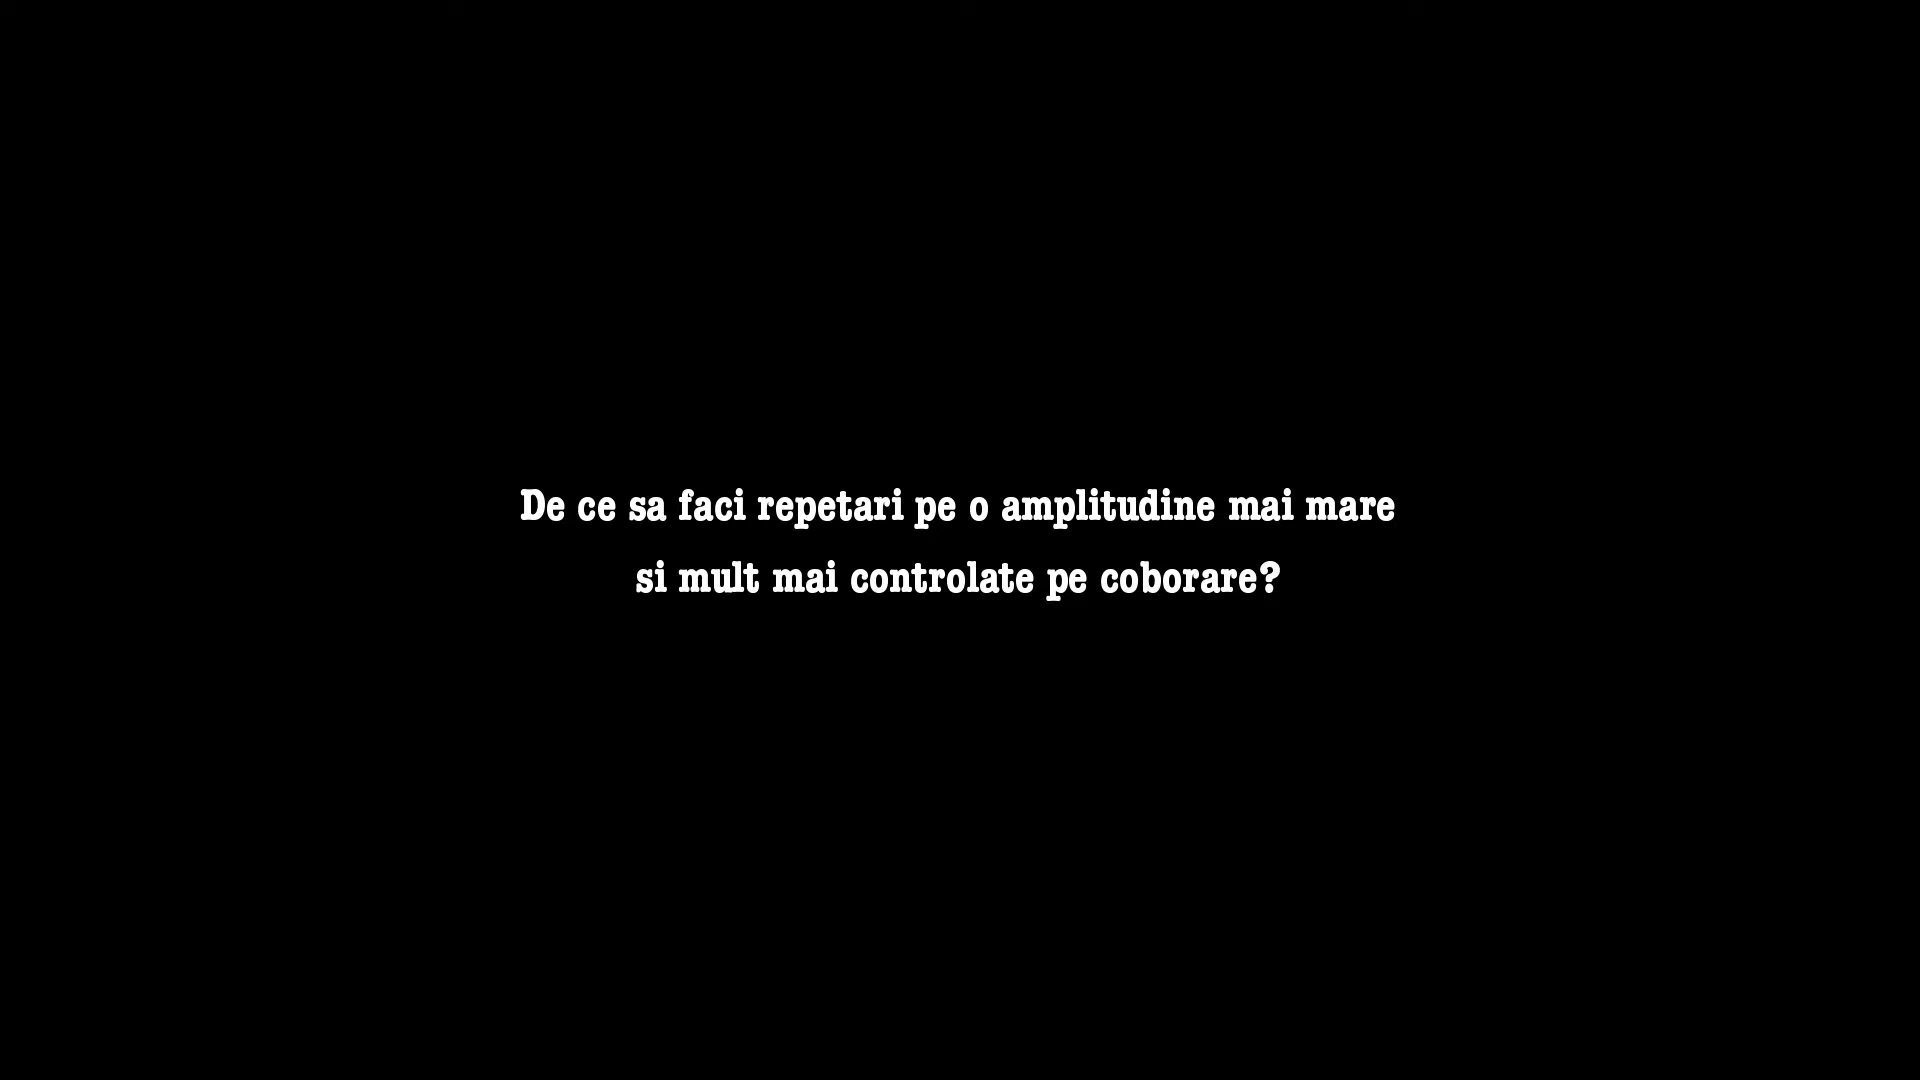 De ce sa faci repetari pe o amplitudine mai mare
si mult mai controlate pe coborare?